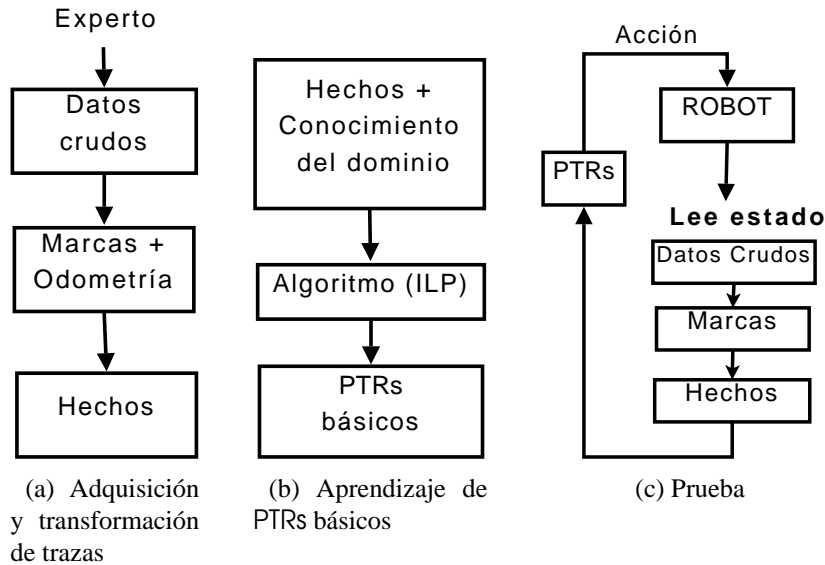 Experto
Datos
crudos
Marcas +
Odometría
Hechos
(a) Adquisición
y transformación
de trazas
Hechos +
Conocimiento
del dominio
Algoritmo (ILP)
PTRs
básicos
(b) Aprendizaje de
PTRs básicos
Acción
ROBOT
PTRs
Lee estado
Datos Crudos
Marcas
Hechos
(c) Prueba